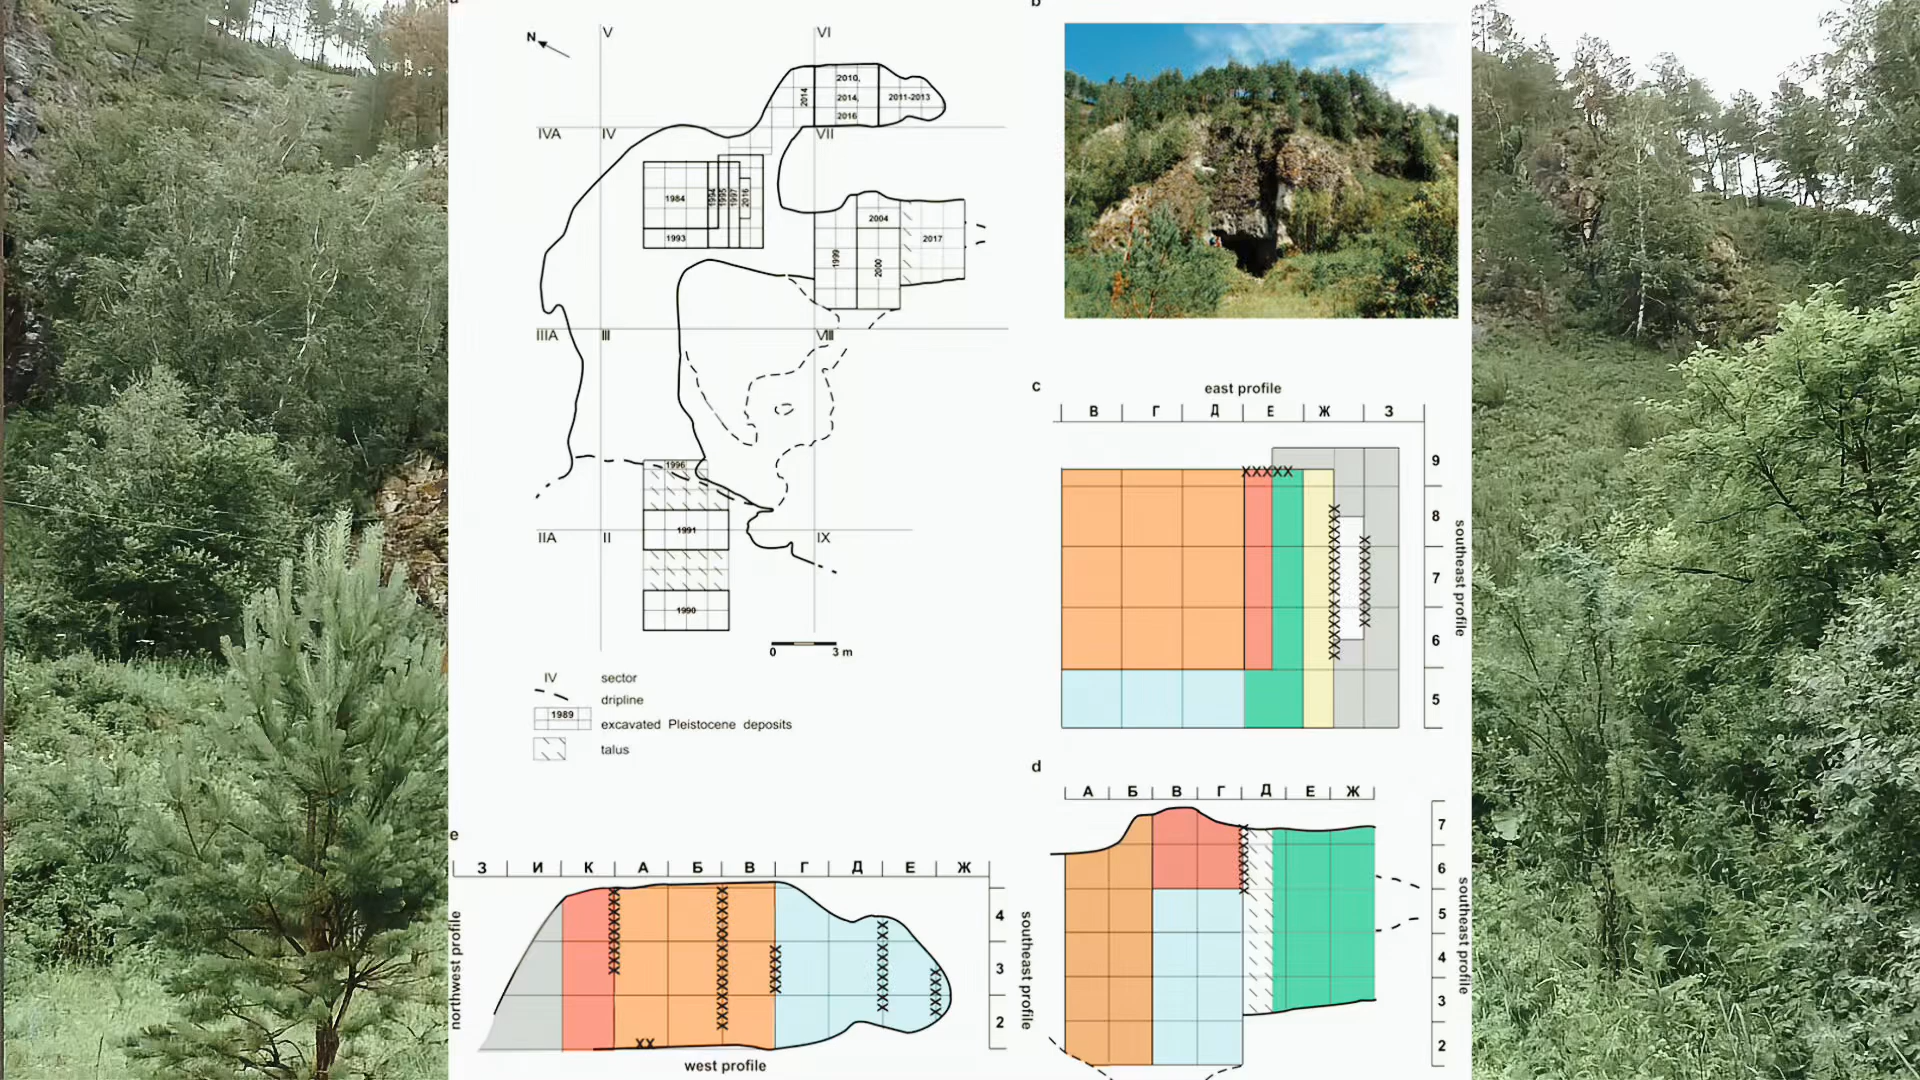 a
N
V
VI
2014
2010,
2014,
2016
2011-2013
IVA
IV
VII
1984
1994
1995
1997
2016
1993
2004
1999
2000
2017
IIIA
III
VIII
1996
1991
IIA
II
IX
1990
0
3 m
IV
sector
dripline
1989
excavated Pleistocene deposits
talus
b
c
east profile
В Г Д Е Ж З
9
8
7
6
5
southeast profile
d
А Б В Г Д Е Ж
7
6
5
4
3
2
southeast profile
e
З И К А Б В Г Д Е Ж
northwest profile
4
3
2
southeast profile
west profile